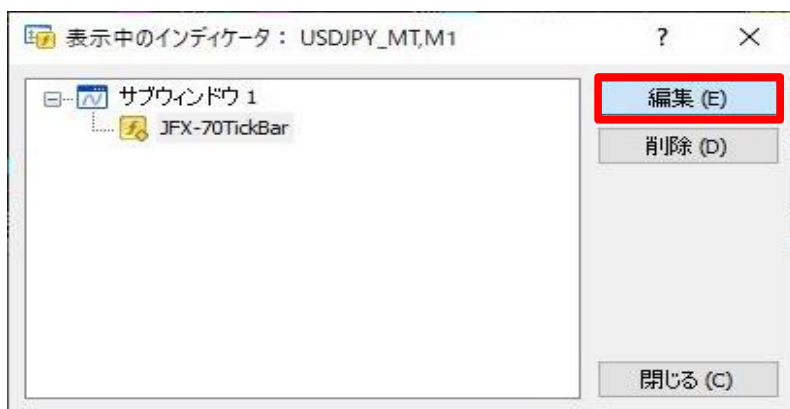 表示中のインディケータ： USDJPY_MT,M1
サブウィンドウ 1
JFX-70TickBar
編集 (E)
削除 (D)
閉じる (C)